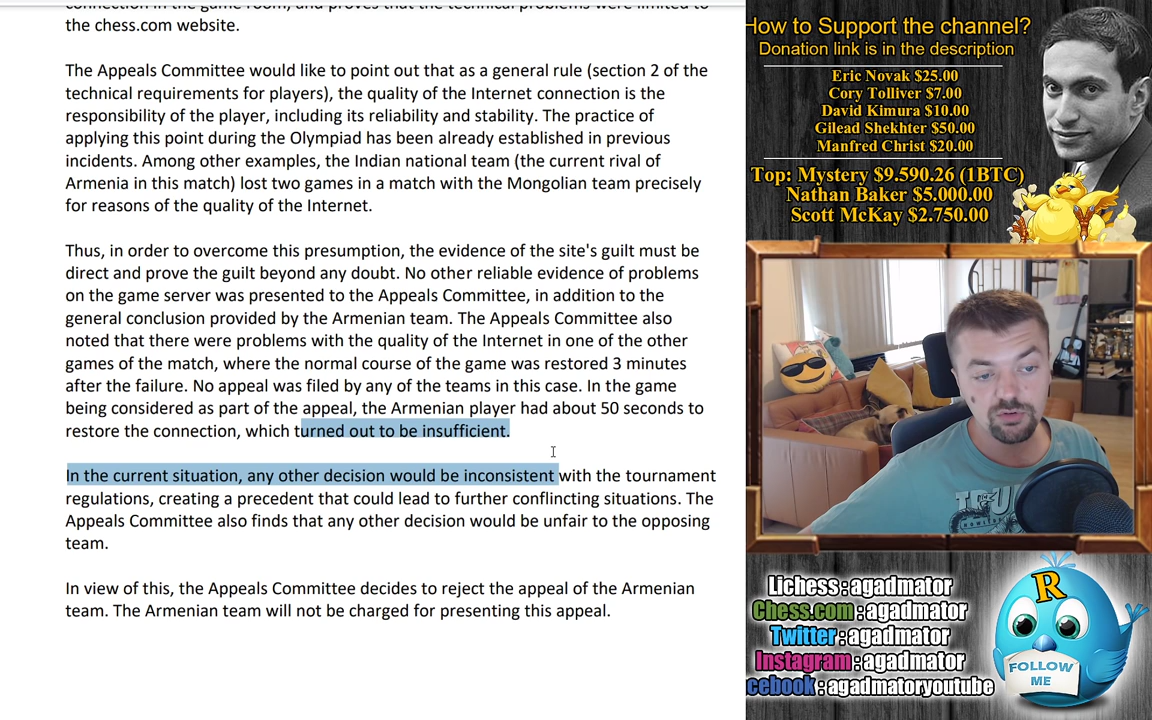 connection in the game room, and proves that the technical problems were limited to
the chess.com website.
The Appeals Committee would like to point out that as a general rule (section 2 of the
technical requirements for players), the quality of the Internet connection is the
responsibility of the player, including its reliability and stability. The practice of
applying this point during the Olympiad has been already established in previous
incidents. Among other examples, the Indian national team (the current rival of
Armenia in this match) lost two games in a match with the Mongolian team precisely
for reasons of the quality of the Internet.
Thus, in order to overcome this presumption, the evidence of the site's guilt must be
direct and prove the guilt beyond any doubt. No other reliable evidence of problems
on the game server was presented to the Appeals Committee, in addition to the
general conclusion provided by the Armenian team. The Appeals Committee also
noted that there were problems with the quality of the Internet in one of the other
games of the match, where the normal course of the game was restored 3 minutes
after the failure. No appeal was filed by any of the teams in this case. In the game
being considered as part of the appeal, the Armenian player had about 50 seconds to
restore the connection, which turned out to be insufficient.
In the current situation, any other decision would be inconsistent with the tournament
regulations, creating a precedent that could lead to further conflincting situations. The
Appeals Committee also finds that any other decision would be unfair to the opposing
team.
In view of this, the Appeals Committee decides to reject the appeal of the Armenian
team. The Armenian team will not be charged for presenting this appeal.
How to Support the channel?
Donation link is in the description
Eric Novak $25.00
Cory Tolliver $7.00
David Kimura $10.00
Gilead Shekhter $50.00
Manfred Christ $20.00
Top: Mystery $9.590.26 (1BTC)
Nathan Baker $5.000.00
Scott McKay $2.750.00
Lichess:agadmator
Chess.com:agadmator
Twitter:agadmator
Instagram:agadmator
cebook:agadmatoryoutube
R
FOLLOW
ME